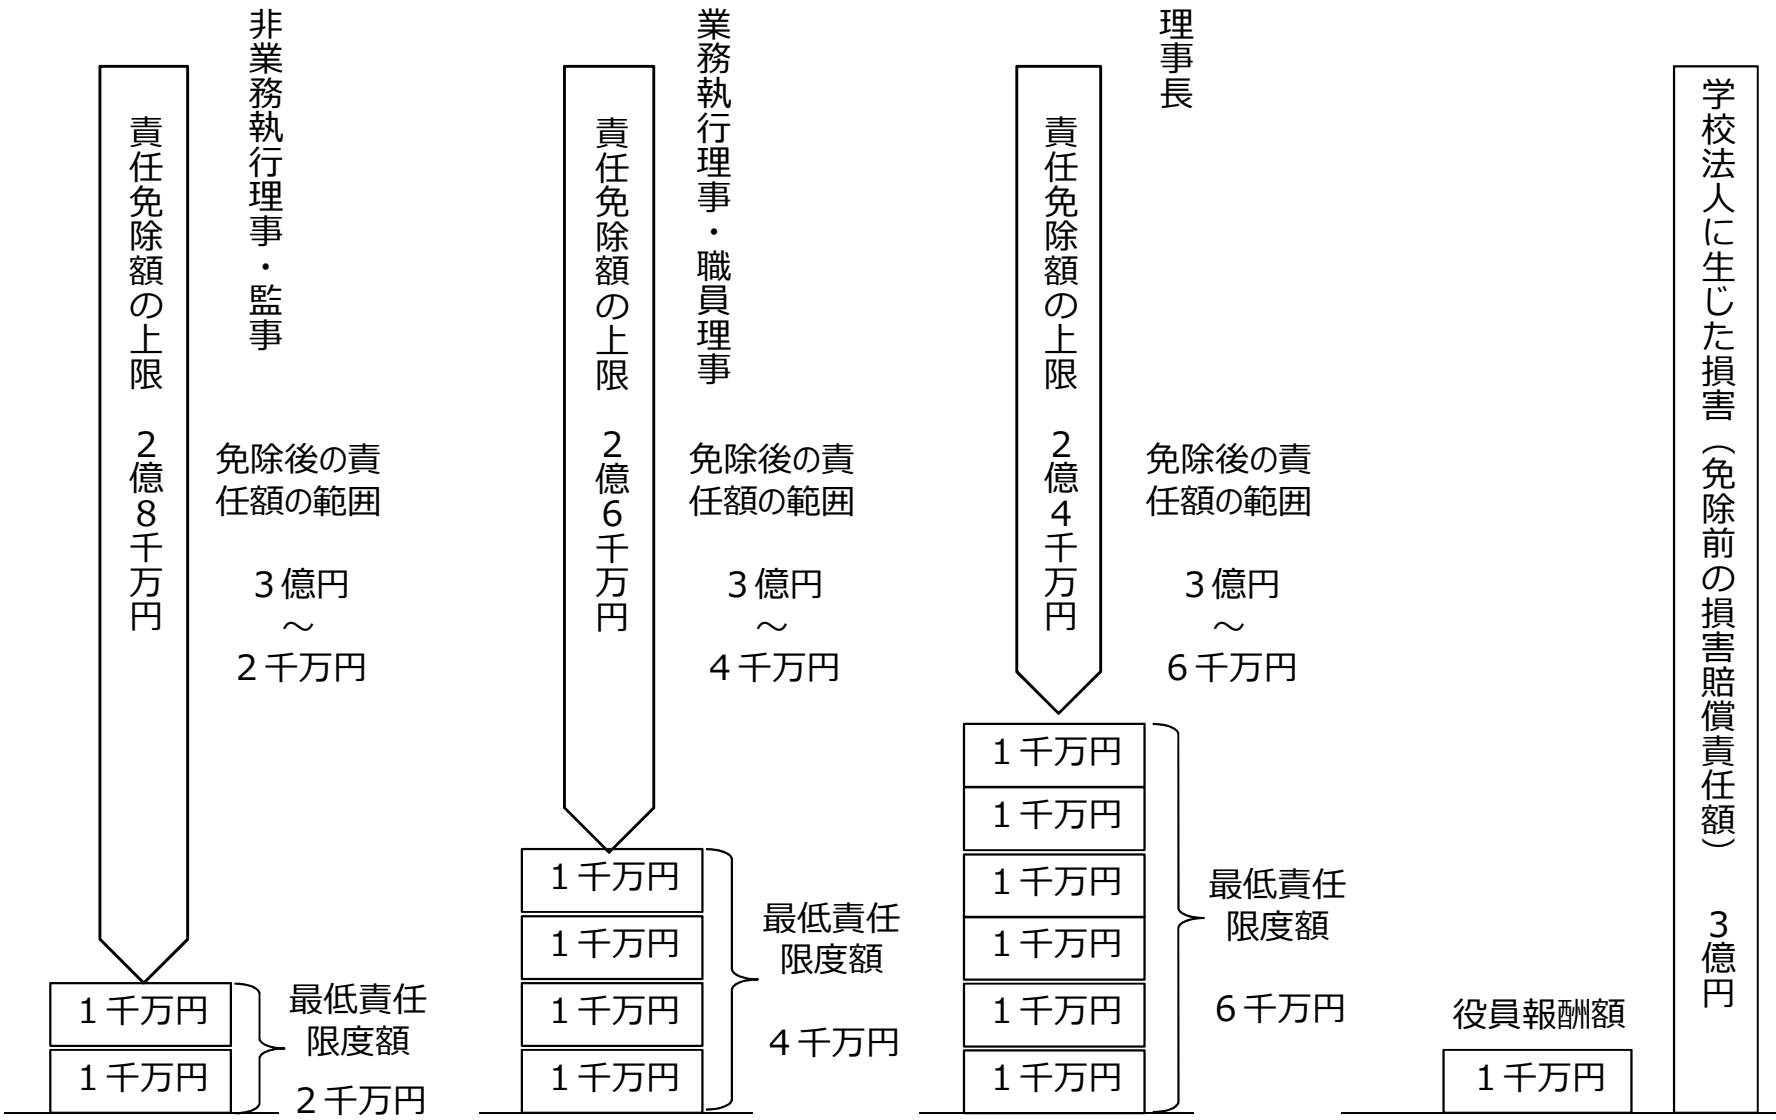 学校法人に生じた損害（免除前の損害賠償責任額）　３億円
役員報酬額
１千万円
理事長
責任免除額の上限　２億４千万円
免除後の責
任額の範囲
３億円
～
６千万円
１千万円
１千万円
１千万円
１千万円
１千万円
１千万円
最低責任
限度額
６千万円
業務執行理事・職員理事
責任免除額の上限　２億６千万円
免除後の責
任額の範囲
３億円
～
４千万円
１千万円
１千万円
１千万円
１千万円
最低責任
限度額
４千万円
非業務執行理事・監事
責任免除額の上限　２億８千万円
免除後の責
任額の範囲
３億円
～
２千万円
１千万円
１千万円
最低責任
限度額
２千万円